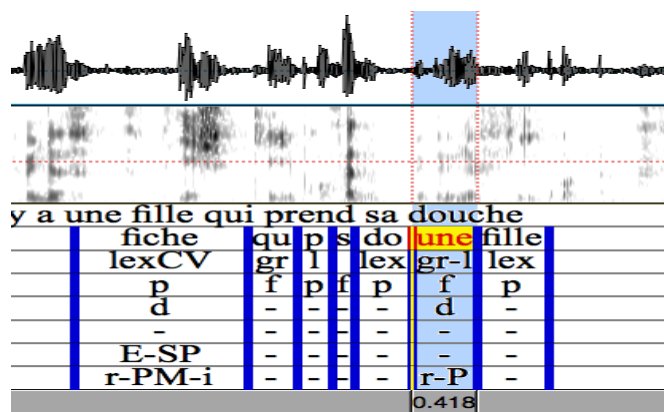 y a une fille qui prend sa douche
fiche qu p s do une fille
lexCV gr l lex gr-l lex
p f p f p f p
d - - - - d -
- - - - - - -
E-SP - - - - - -
r-PM-i - - - - r-P -
0.418